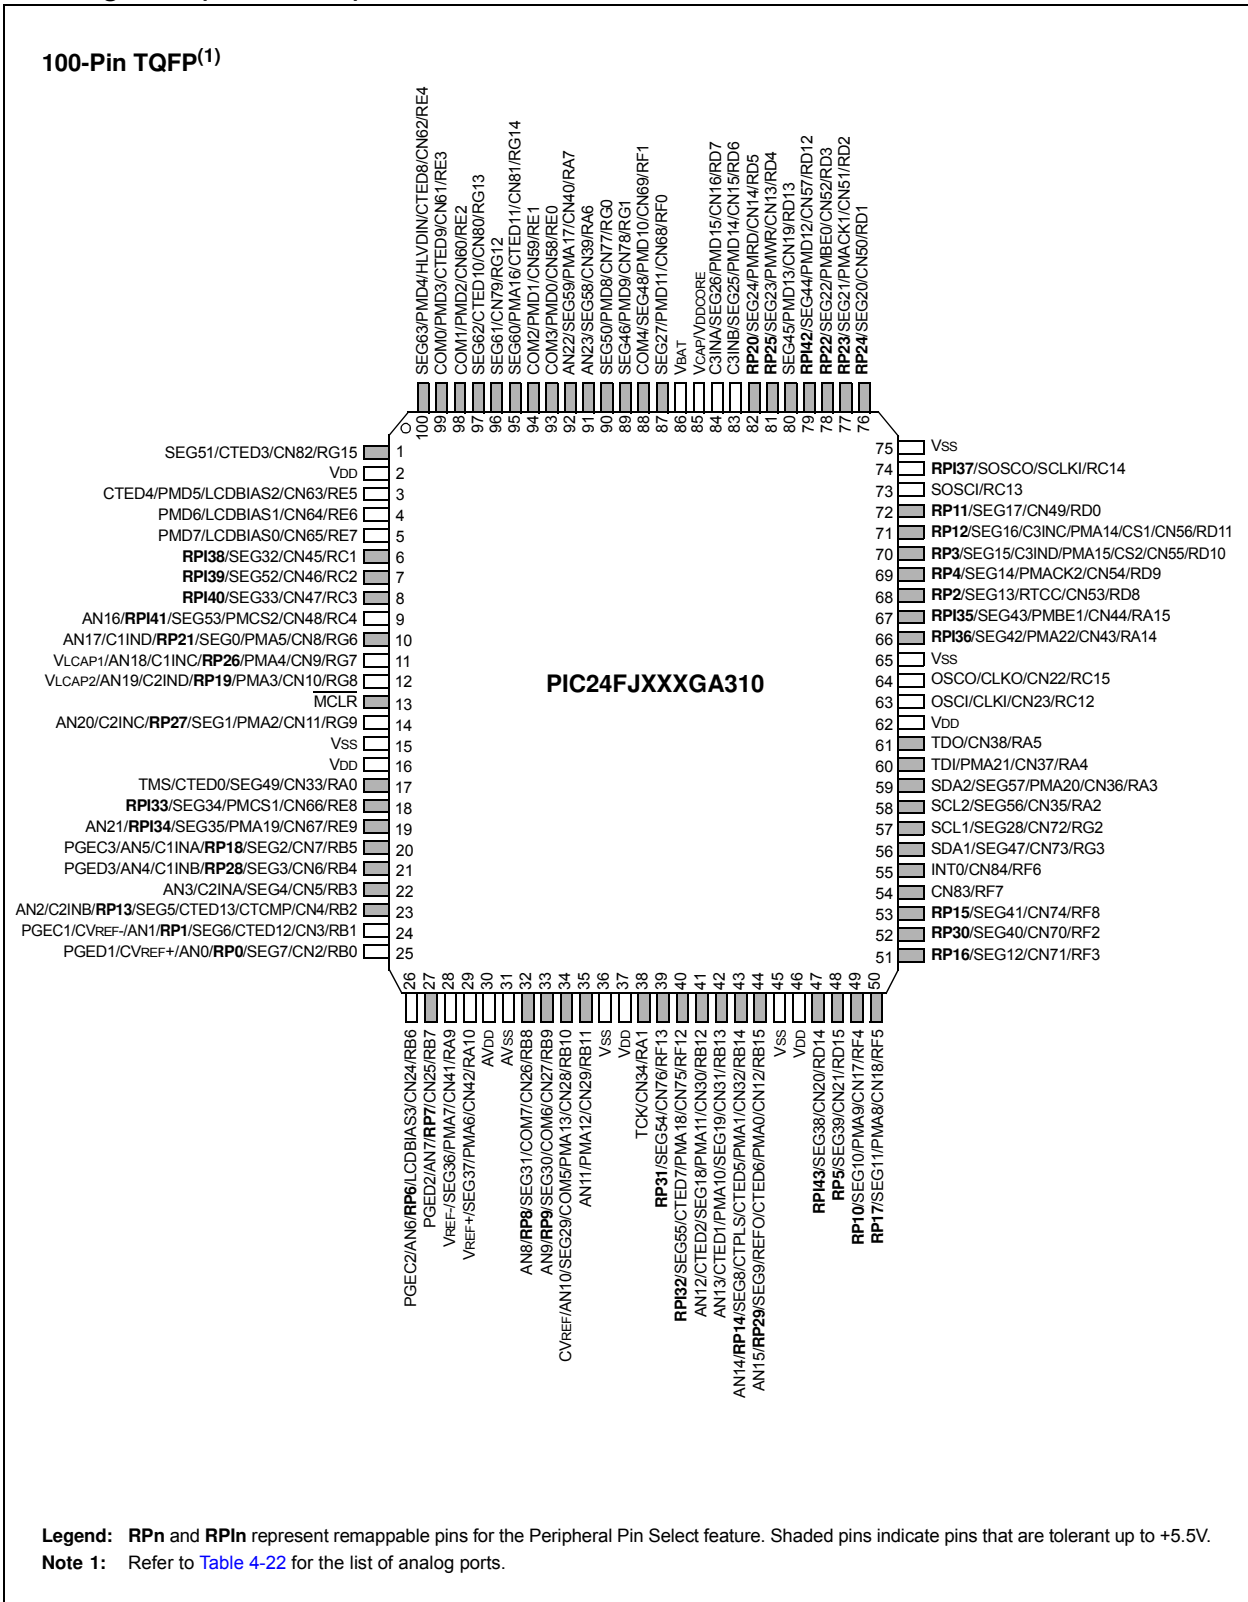 100-Pin TQFP(1)
SEG63/PMD4/HLVDIN/CTED8/CN62/RE4
COM0/PMD3/CTED9/CN61/RE3
COM1/PMD2/CN60/RE2
SEG62/CTED10/CN80/RG13
SEG61/CN79/RG12
SEG60/PMA16/CTED11/CN81/RG14
COM2/PMD1/CN59/RE1
COM3/PMD0/CN58/RE0
AN22/SEG59/PMA17/CN40/RA7
AN23/SEG58/CN39/RA6
SEG50/PMD8/CN77/RG0
SEG46/PMD9/CN78/RG1
COM4/SEG48/PMD10/CN69/RF1
SEG27/PMD11/CN68/RF0
VBAT
VCAP/VDDCORE
C3INA/SEG26/PMD15/CN16/RD7
C3INB/SEG25/PMD14/CN15/RD6
RP20/SEG24/PMRD/CN14/RD5
RP25/SEG23/PMWR/CN13/RD4
SEG45/PMD13/CN19/RD13
RPI42/SEG44/PMD12/CN57/RD12
RP22/SEG22/PMBE0/CN52/RD3
RP23/SEG21/PMACK1/CN51/RD2
RP24/SEG20/CN50/RD1
100 99 98 97 96 95 94 93 92 91 90 89 88 87 86 85 84 83 82 81 80 79 78 77 76
SEG51/CTED3/CN82/RG15 1
VDD 2
CTED4/PMD5/LCDBIAS2/CN63/RE5 3
PMD6/LCDBIAS1/CN64/RE6 4
PMD7/LCDBIAS0/CN65/RE7 5
RPI38/SEG32/CN45/RC1 6
RPI39/SEG52/CN46/RC2 7
RPI40/SEG33/CN47/RC3 8
AN16/RPI41/SEG53/PMCS2/CN48/RC4 9
AN17/C1IND/RP21/SEG0/PMA5/CN8/RG6 10
VLCAP1/AN18/C1INC/RP26/PMA4/CN9/RG7 11
VLCAP2/AN19/C2IND/RP19/PMA3/CN10/RG8 12
MCLR 13
AN20/C2INC/RP27/SEG1/PMA2/CN11/RG9 14
VSS 15
VDD 16
TMS/CTED0/SEG49/CN33/RA0 17
RPI33/SEG34/PMCS1/CN66/RE8 18
AN21/RPI34/SEG35/PMA19/CN67/RE9 19
PGEC3/AN5/C1INA/RP18/SEG2/CN7/RB5 20
PGED3/AN4/C1INB/RP28/SEG3/CN6/RB4 21
AN3/C2INA/SEG4/CN5/RB3 22
AN2/C2INB/RP13/SEG5/CTED13/CTCMP/CN4/RB2 23
PGEC1/CVREF-/AN1/RP1/SEG6/CTED12/CN3/RB1 24
PGED1/CVREF+/AN0/RP0/SEG7/CN2/RB0 25
PIC24FJXXXGA310
75 VSS
74 RPI37/SOSCO/SCLKI/RC14
73 SOSCI/RC13
72 RP11/SEG17/CN49/RD0
71 RP12/SEG16/C3INC/PMA14/CS1/CN56/RD11
70 RP3/SEG15/C3IND/PMA15/CS2/CN55/RD10
69 RP4/SEG14/PMACK2/CN54/RD9
68 RP2/SEG13/RTCC/CN53/RD8
67 RPI35/SEG43/PMBE1/CN44/RA15
66 RPI36/SEG42/PMA22/CN43/RA14
65 VSS
64 OSCO/CLKO/CN22/RC15
63 OSCI/CLKI/CN23/RC12
62 VDD
61 TDO/CN38/RA5
60 TDI/PMA21/CN37/RA4
59 SDA2/SEG57/PMA20/CN36/RA3
58 SCL2/SEG56/CN35/RA2
57 SCL1/SEG28/CN72/RG2
56 SDA1/SEG47/CN73/RG3
55 INT0/CN84/RF6
54 CN83/RF7
53 RP15/SEG41/CN74/RF8
52 RP30/SEG40/CN70/RF2
51 RP16/SEG12/CN71/RF3
26 27 28 29 30 31 32 33 34 35 36 37 38 39 40 41 42 43 44 45 46 47 48 49 50
PGEC2/AN6/RP6/LCDBIAS3/CN24/RB6
PGED2/AN7/RP7/CN25/RB7
VREF-/SEG36/PMA7/CN41/RA9
VREF+/SEG37/PMA6/CN42/RA10
AVDD
AVSS
AN8/RP8/SEG31/COM7/CN26/RB8
AN9/RP9/SEG30/COM6/CN27/RB9
CVREF/AN10/SEG29/COM5/PMA13/CN28/RB10
AN11/PMA12/CN29/RB11
VSS
VDD
TCK/CN34/RA1
RP31/SEG54/CN76/RF13
RPI32/SEG55/CTED7/PMA18/CN75/RF12
AN12/CTED2/SEG18/PMA11/CN30/RB12
AN13/CTED1/PMA10/SEG19/CN31/RB13
AN14/RP14/SEG8/CTPLS/CTED5/PMA1/CN32/RB14
AN15/RP29/SEG9/REFO/CTED6/PMA0/CN12/RB15
VSS
VDD
RPI43/SEG38/CN20/RD14
RP5/SEG39/CN21/RD15
RP10/SEG10/PMA9/CN17/RF4
RP17/SEG11/PMA8/CN18/RF5
Legend: RPn and RPIn represent remappable pins for the Peripheral Pin Select feature. Shaded pins indicate pins that are tolerant up to +5.5V.
Note 1: Refer to Table 4-22 for the list of analog ports.